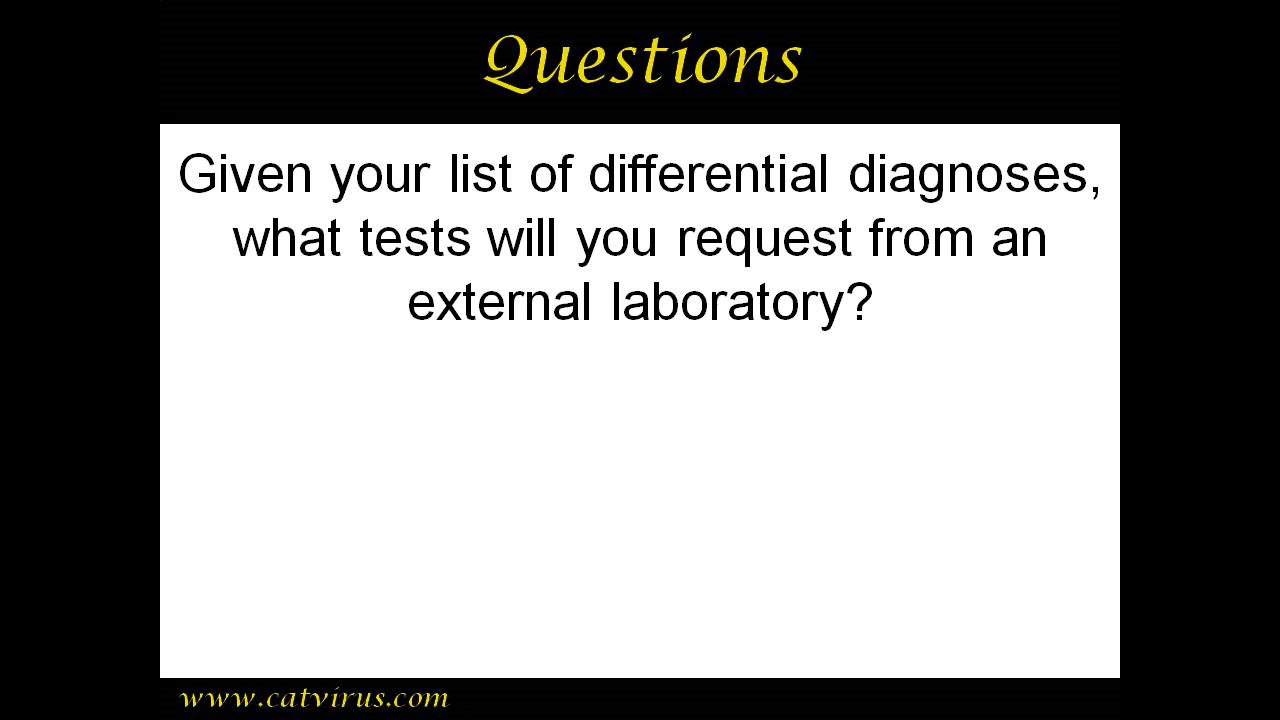 Questions
Given your list of differential diagnoses,
what tests will you request from an
external laboratory?
www.catvirus.com